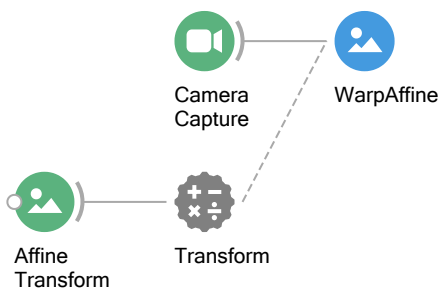 Camera
Capture
WarpAffine
Affine
Transform
Transform